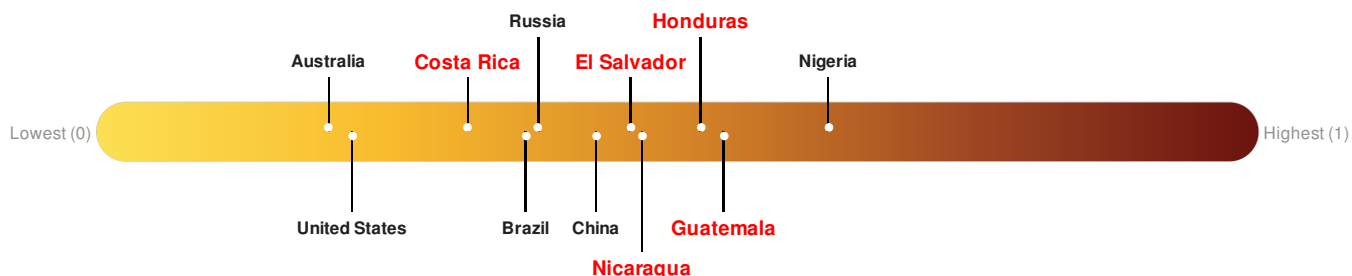 Russia
Honduras
Australia
Costa Rica
El Salvador
Nigeria
Lowest (0)
Highest (1)
United States
Brazil
China
Guatemala
Nicaragua